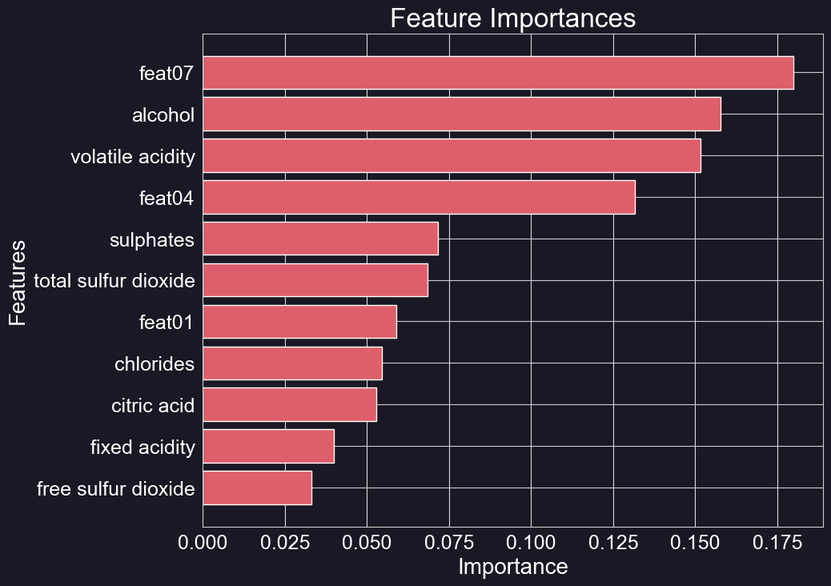 Feature Importances
feat07
alcohol
volatile acidity
feat04
sulphates
total sulfur dioxide
feat01
chlorides
citric acid
fixed acidity
free sulfur dioxide
Features
0.000 0.025 0.050 0.075 0.100 0.125 0.150 0.175
Importance